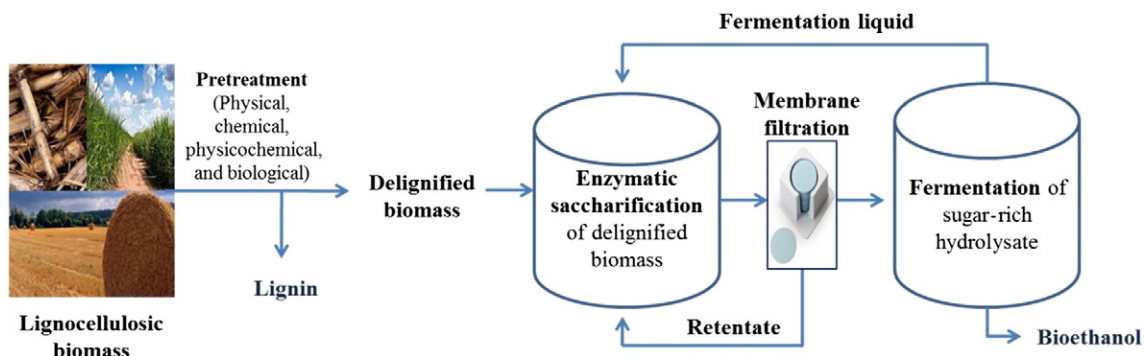 Fermentation liquid
Pretreatment
(Physical,
chemical,
physicochemical,
and biological)
Membrane
filtration
Delignified
biomass
Enzymatic
saccharification
of delignified
biomass
Fermentation of
sugar-rich
hydrolysate
Lignin
Lignocellulosic
biomass
Retentate
Bioethanol